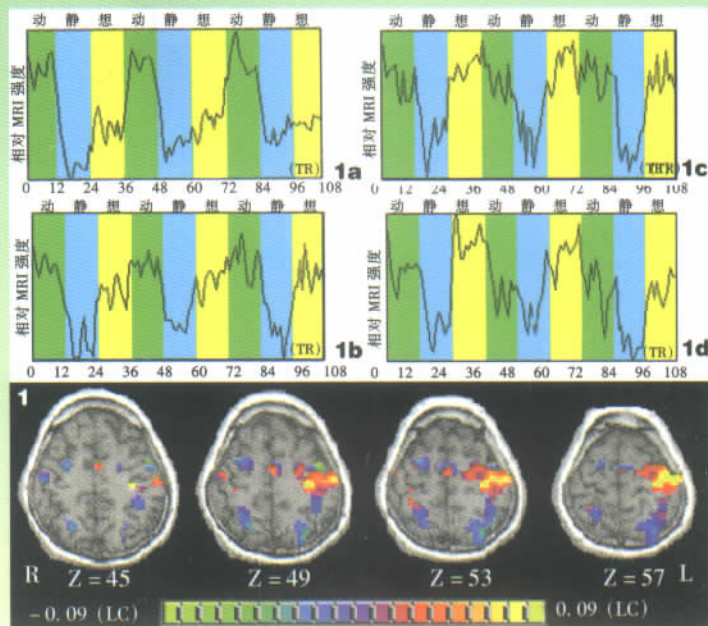 动 静 想 动 静 想 动 静 想
相对 MRI 强度
(TR)
1a
0 12 24 36 48 60 72 84 96 108
动 静 想 动 静 想 动 静 想
相对 MRI 强度
1c
0 12 24 36 48 60 72 84 96 108
动 静 想 动 静 想 动 静 想
相对 MRI 强度
(TR)
1b
0 12 24 36 48 60 72 84 96 108
动 静 想 动 静 想 动 静 想
相对 MRI 强度
(TR)
1d
0 12 24 36 48 60 72 84 96 108
1
R Z = 45 Z = 49 Z = 53 Z = 57 L
-0.09 (LC) 0.09 (LC)